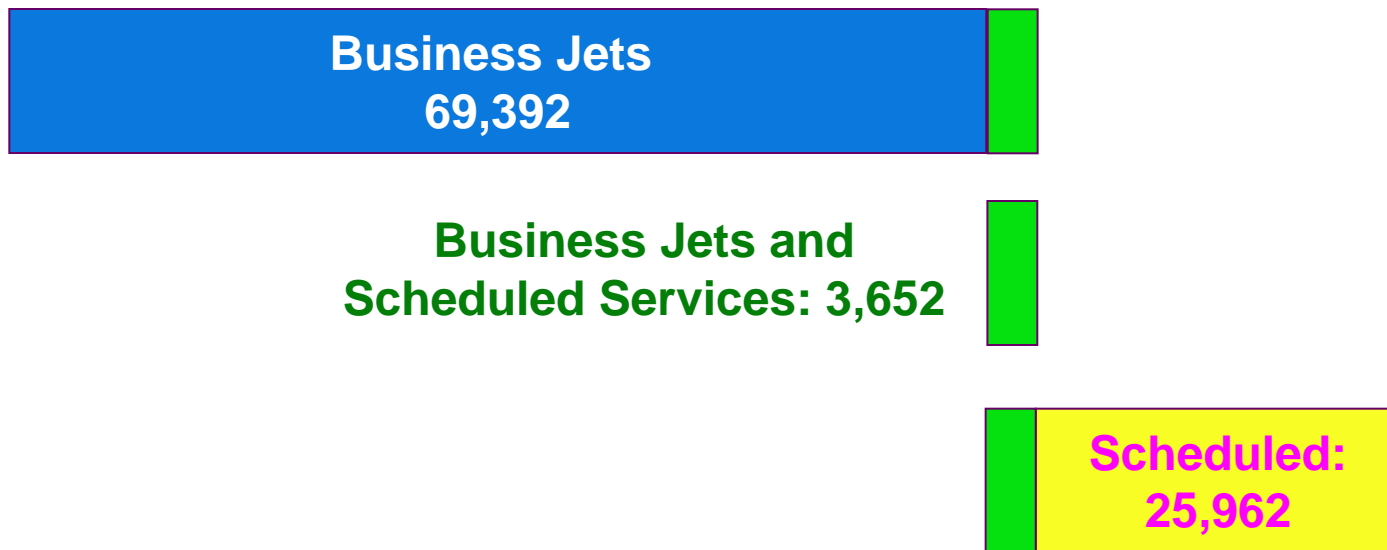 Business Jets
69,392
Business Jets and
Scheduled Services: 3,652
Scheduled:
25,962